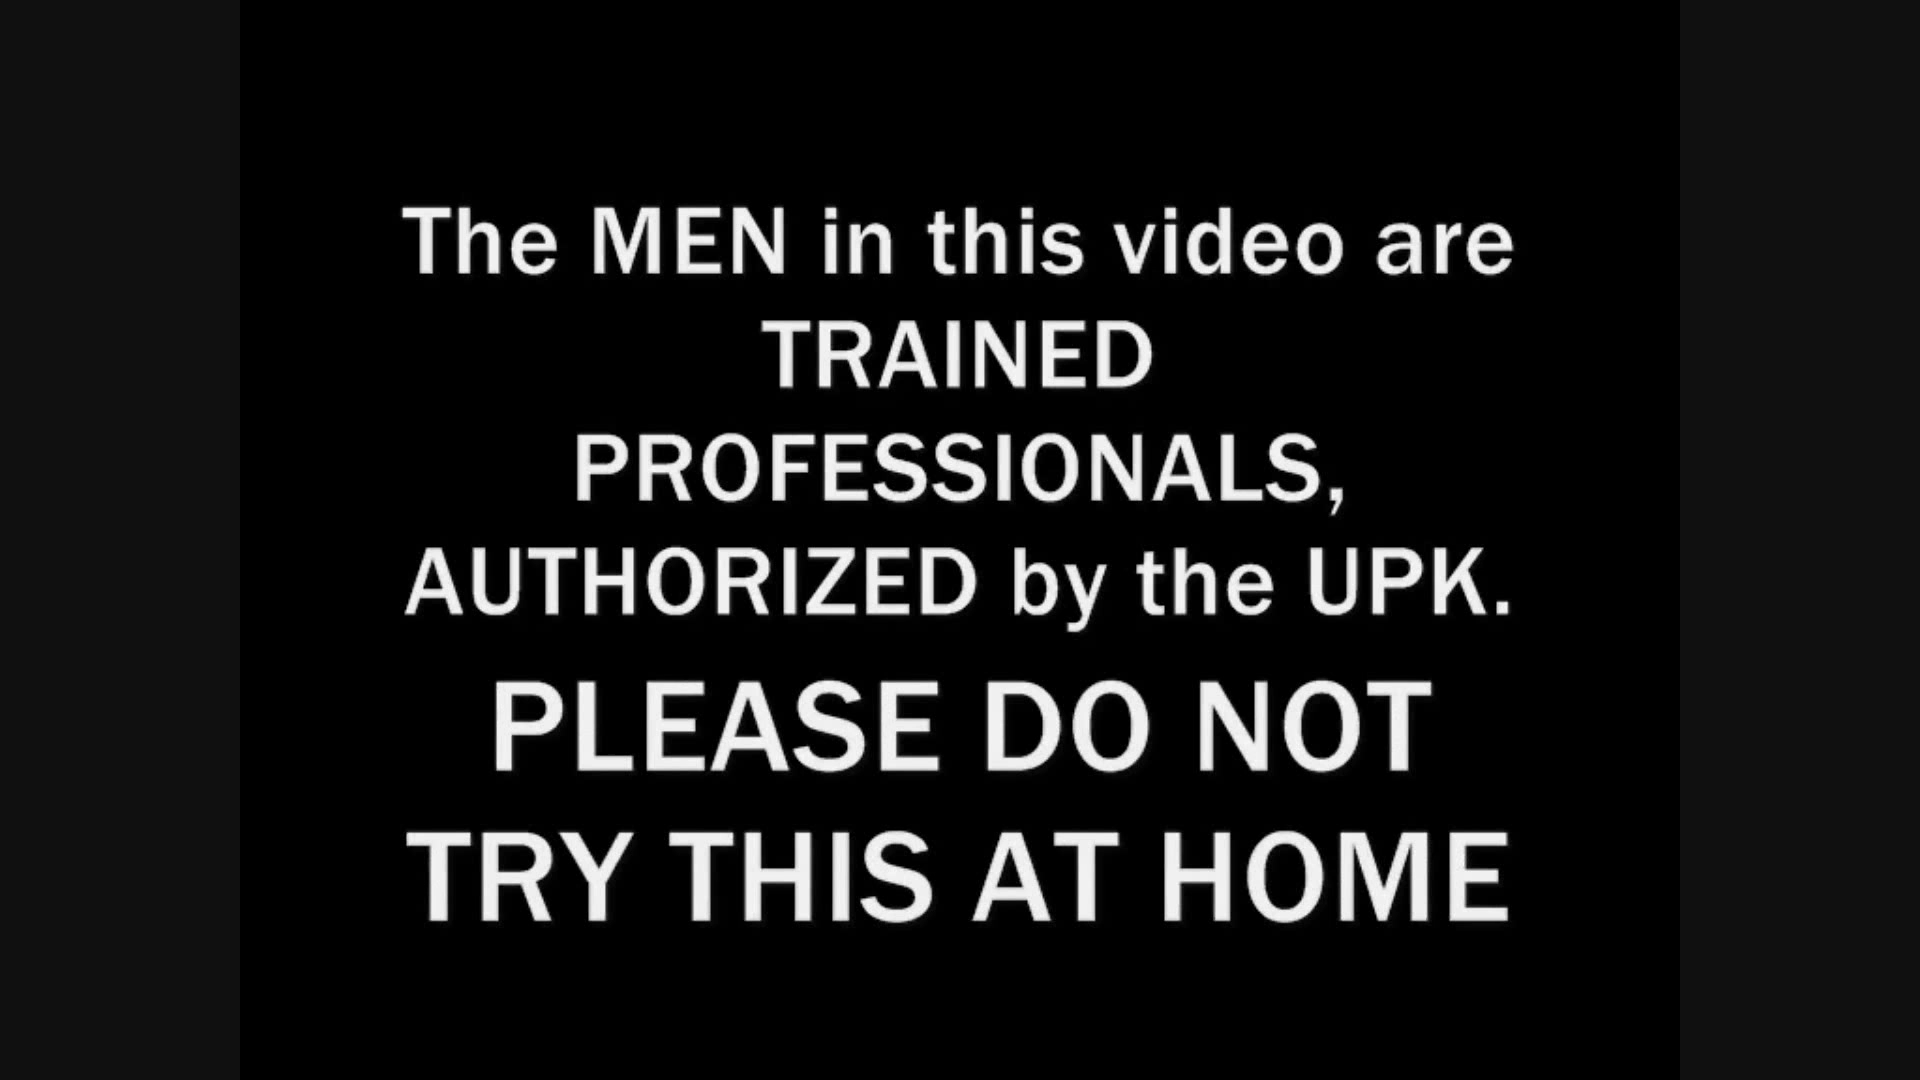 The MEN in this video are
TRAINED
PROFESSIONALS,
AUTHORIZED by the UPK.
PLEASE DO NOT
TRY THIS AT HOME